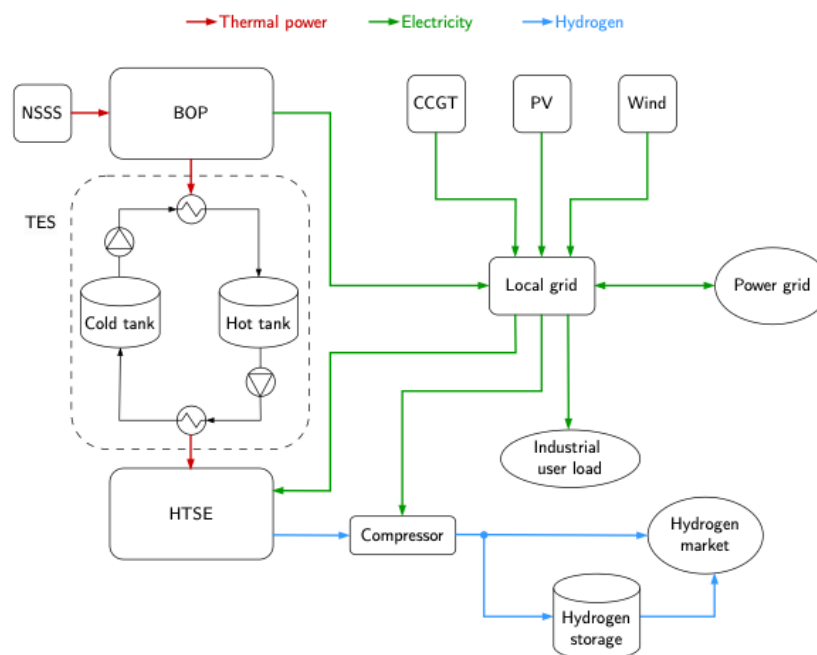 Thermal power
Electricity
Hydrogen
NSSS
BOP
CCGT
PV
Wind
TES
Cold tank
Hot tank
Local grid
Power grid
Industrial
user load
HTSE
Compressor
Hydrogen
market
Hydrogen
storage